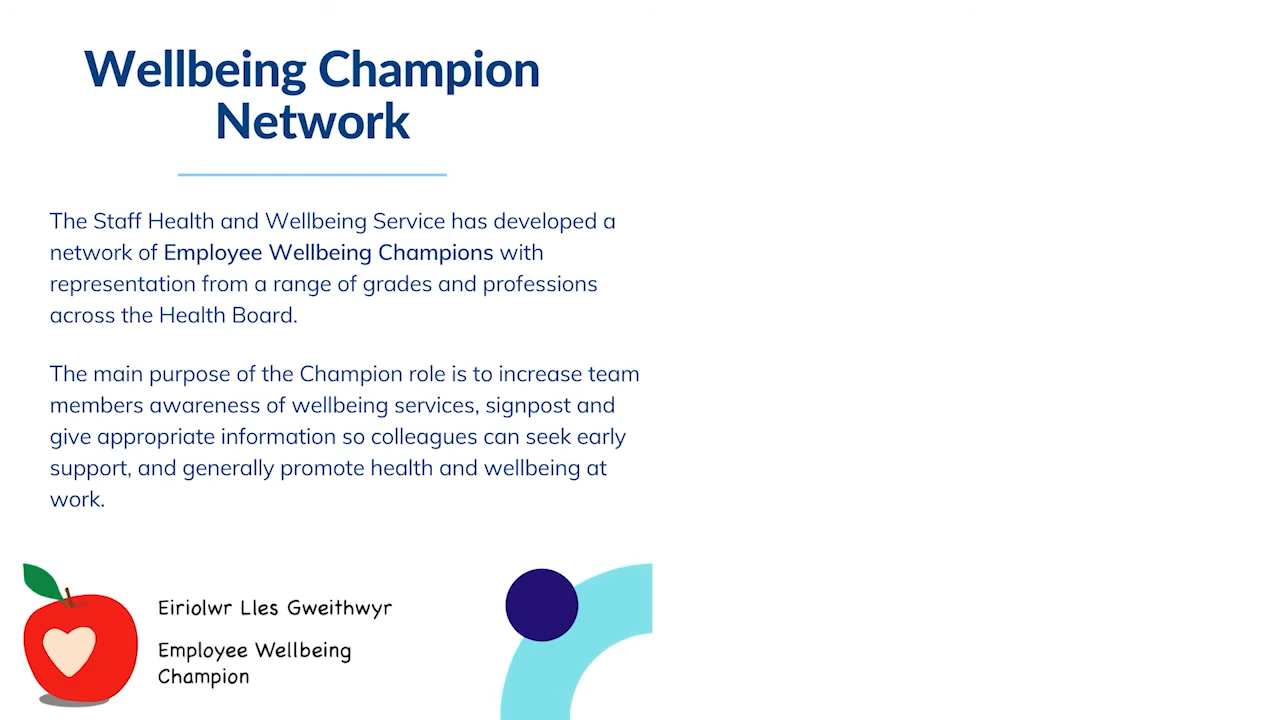 Wellbeing Champion
Network
The Staff Health and Wellbeing Service has developed a
network of Employee Wellbeing Champions with
representation from a range of grades and professions
across the Health Board.
The main purpose of the Champion role is to increase team
members awareness of wellbeing services, signpost and
give appropriate information so colleagues can seek early
support, and generally promote health and wellbeing at
work.
Eiriolwr Lles Gweithwyr
Employee Wellbeing
Champion